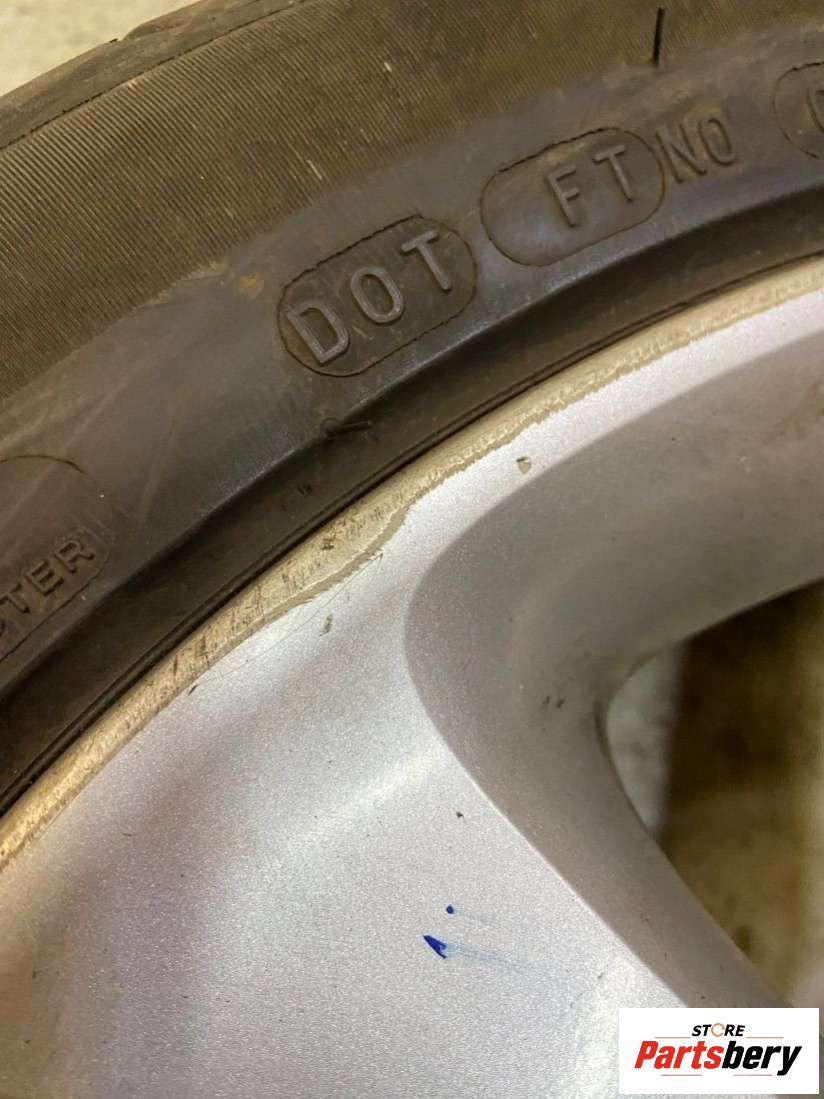 DOT FT NO
TER
STORE
Partsbery